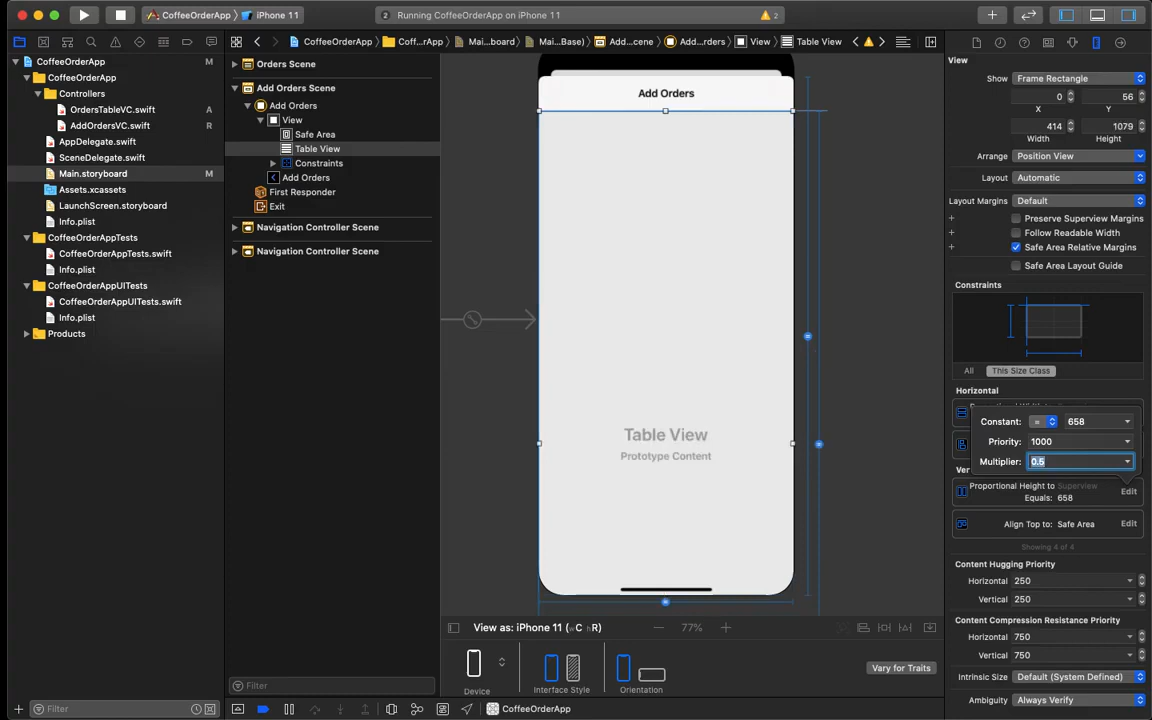 CoffeeOrderApp
iPhone 11
2
Running CoffeeOrderApp on iPhone 11
2
CoffeeOrderApp
Coff...rApp
Mai...board
Mai...Base)
Add...cene
Add...rders
View
Table View
CoffeeOrderApp
M
CoffeeOrderApp
Controllers
OrdersTableVC.swift
A
AddOrdersVC.swift
R
AppDelegate.swift
SceneDelegate.swift
Main.storyboard
M
Assets.xcassets
LaunchScreen.storyboard
Info.plist
CoffeeOrderAppTests
CoffeeOrderAppTests.swift
Info.plist
CoffeeOrderAppUITests
CoffeeOrderAppUITests.swift
Info.plist
Products
Filter
Orders Scene
Add Orders Scene
Add Orders
View
Safe Area
Table View
Constraints
Add Orders
First Responder
Exit
Navigation Controller Scene
Navigation Controller Scene
Filter
Add Orders
Table View
Prototype Content
View as: iPhone 11 (wC hR)
77%
Device
Interface Style
Orientation
Vary for Traits
CoffeeOrderApp
View
Show
Frame Rectangle
0
56
X
Y
414
1079
Width
Height
Arrange
Position View
Layout
Automatic
Layout Margins
Default
Preserve Superview Margins
Follow Readable Width
Safe Area Relative Margins
Safe Area Layout Guide
Constraints
All
This Size Class
Horizontal
Constant:
=
658
Priority:
1000
Multiplier:
0.5
Proportional Height to Superview
Equals: 658
Edit
Align Top to: Safe Area
Edit
Showing 4 of 4
Content Hugging Priority
Horizontal
250
Vertical
250
Content Compression Resistance Priority
Horizontal
750
Vertical
750
Intrinsic Size
Default (System Defined)
Ambiguity
Always Verify